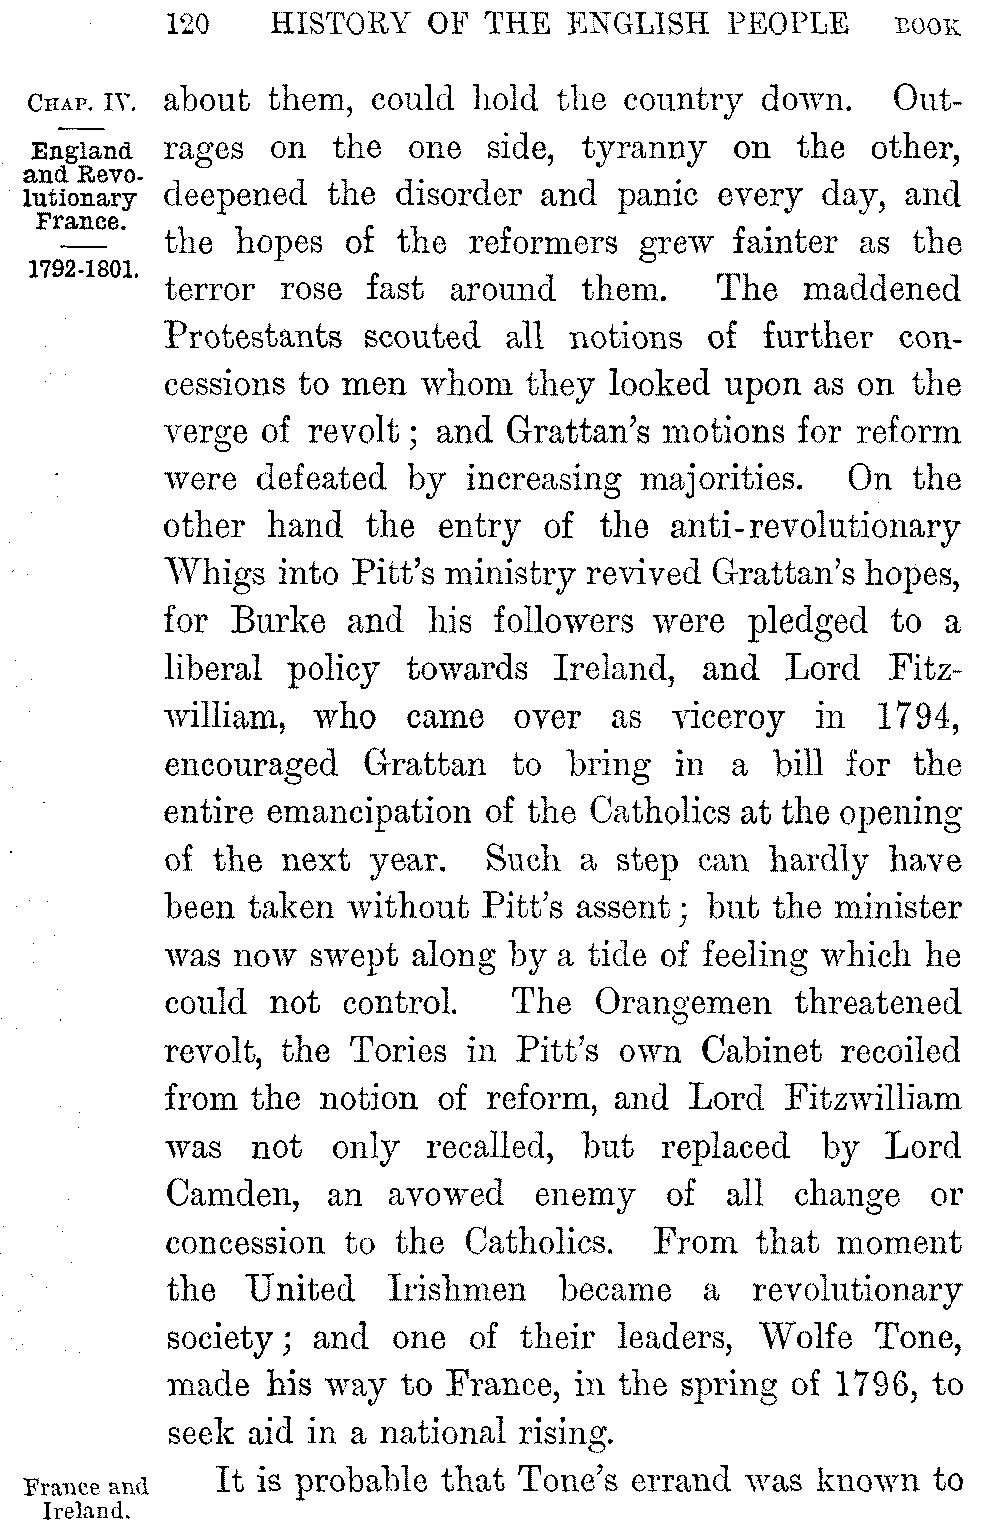 120 HISTORY OF THE ENGLISH PEOPLE BOOK
CHAP. IV.
England
and Revo-
lutionary
France.
1792-1801.
about them, could hold the country down. Out-
rages on the one side, tyranny on the other,
deepened the disorder and panic every day, and
the hopes of the reformers grew fainter as the
terror rose fast around them. The maddened
Protestants scouted all notions of further con-
cessions to men whom they looked upon as on the
verge of revolt ; and Grattan's motions for reform
were defeated by increasing majorities. On the
other hand the entry of the anti-revolutionary
Whigs into Pitt's ministry revived Grattan's hopes,
for Burke and his followers were pledged to a
liberal policy towards Ireland, and Lord Fitz-
william, who came over as viceroy in 1794,
encouraged Grattan to bring in a bill for the
entire emancipation of the Catholics at the opening
of the next year. Such a step can hardly have
been taken without Pitt's assent ; but the minister
was now swept along by a tide of feeling which he
could not control. The Orangemen threatened
revolt, the Tories in Pitt's own Cabinet recoiled
from the notion of reform, and Lord Fitzwilliam
was not only recalled, but replaced by Lord
Camden, an avowed enemy of all change or
concession to the Catholics. From that moment
the United Irishmen became a revolutionary
society ; and one of their leaders, Wolfe Tone,
made his way to France, in the spring of 1796, to
seek aid in a national rising.
France and
Ireland.
It is probable that Tone's errand was known to